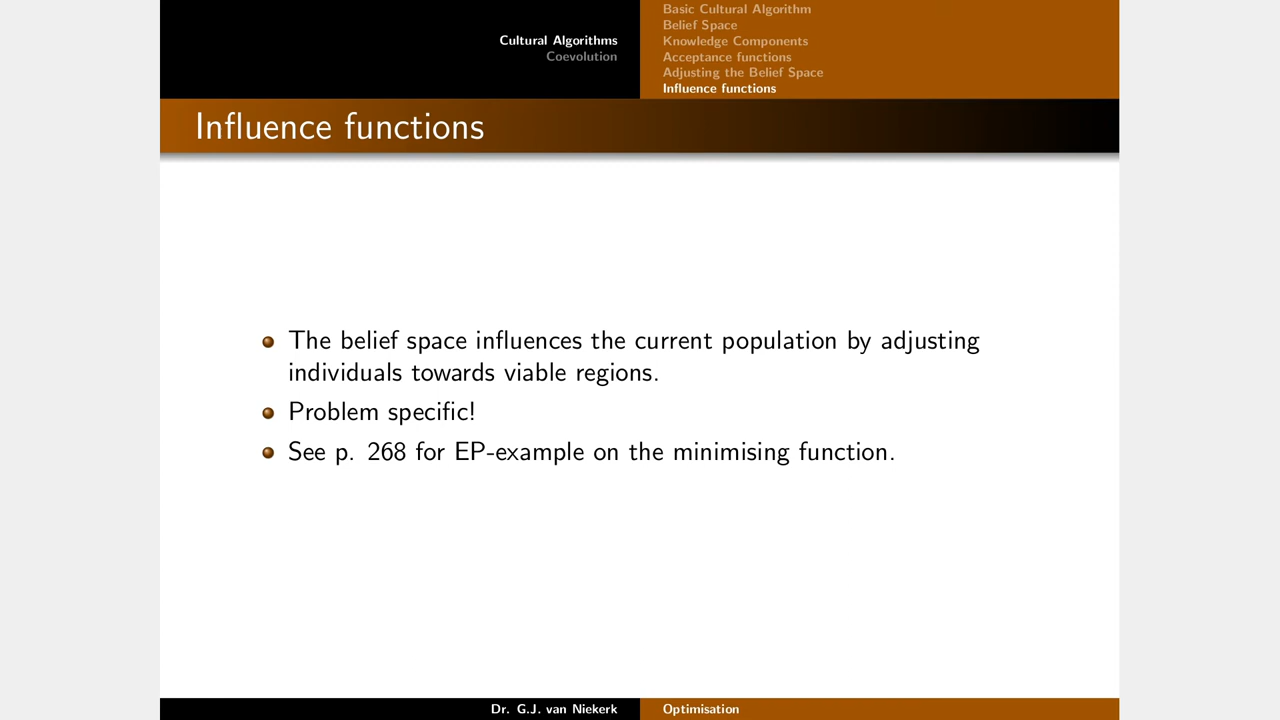 Cultural Algorithms
Coevolution
Basic Cultural Algorithm
Belief Space
Knowledge Components
Acceptance functions
Adjusting the Belief Space
Influence functions
Influence functions
The belief space influences the current population by adjusting
individuals towards viable regions.
Problem specific!
See p. 268 for EP-example on the minimising function.
Dr. G.J. van Niekerk
Optimisation